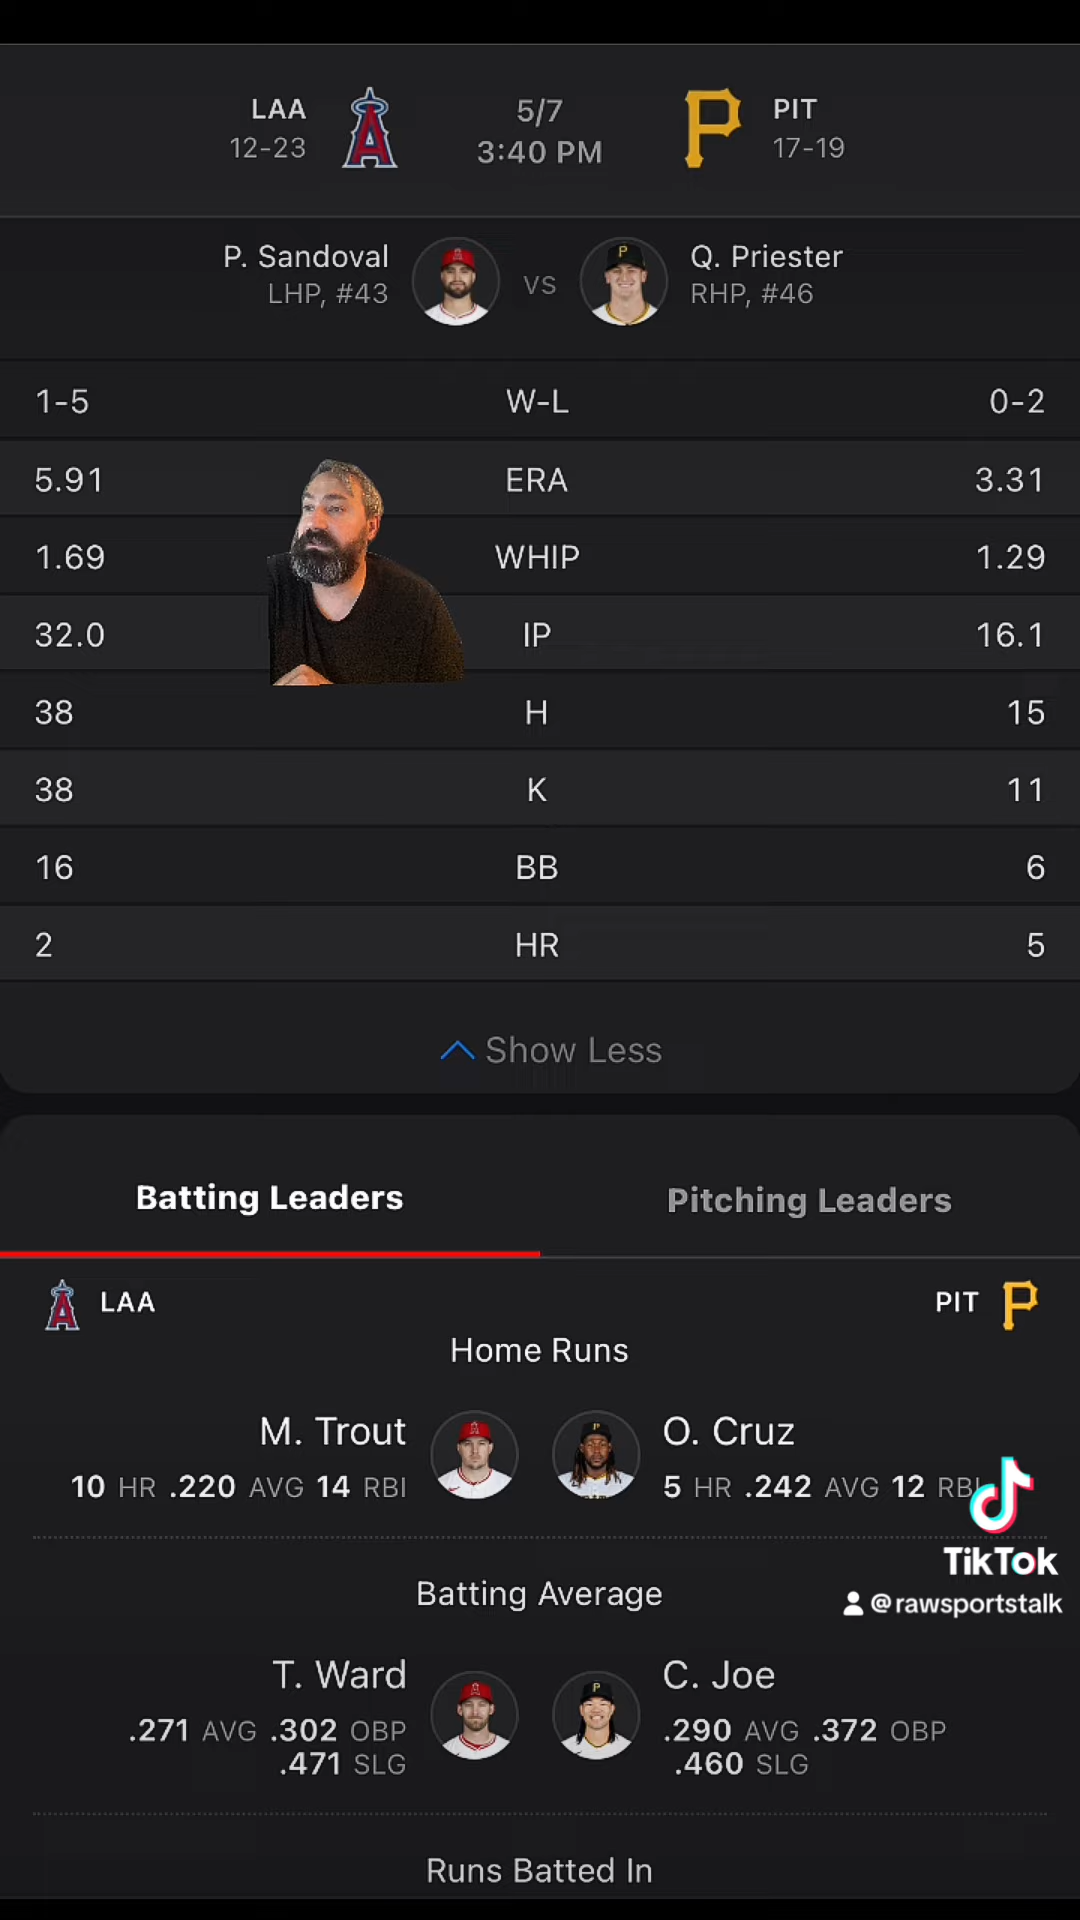 LAA
12-23
5/7
3:40 PM
PIT
17-19
P. Sandoval
LHP, #43
vs
Q. Priester
RHP, #46
1-5 W-L 0-2
5.91 ERA 3.31
1.69 WHIP 1.29
32.0 IP 16.1
38 H 15
38 K 11
16 BB 6
2 HR 5
Show Less
Batting Leaders Pitching Leaders
LAA PIT
Home Runs
M. Trout
10 HR .220 AVG 14 RBI
O. Cruz
5 HR .242 AVG 12 RBI
TikTok
@rawsportstalk
Batting Average
T. Ward
.271 AVG .302 OBP
.471 SLG
C. Joe
.290 AVG .372 OBP
.460 SLG
Runs Batted In